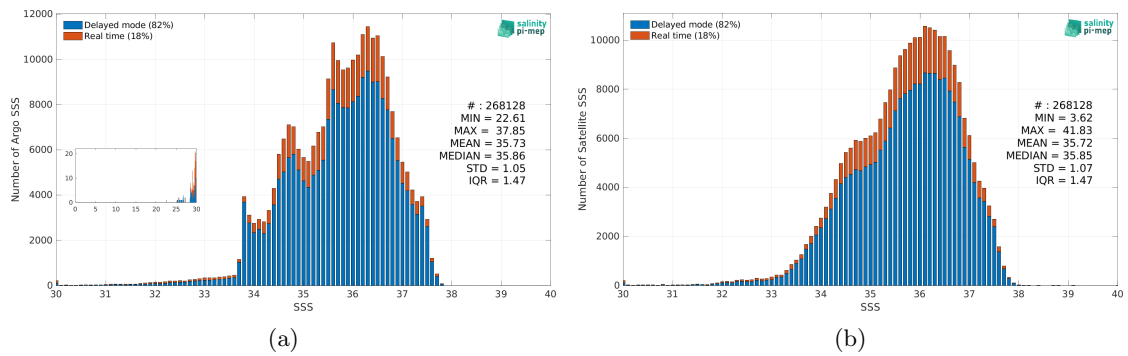 Delayed mode (82%)
Real time (18%)
salinity
pi-mep
Number of Argo SSS
12000
10000
8000
6000
4000
2000
0
# : 268128
MIN = 22.61
MAX = 37.85
MEAN = 35.73
MEDIAN = 35.86
STD = 1.05
IQR = 1.47
20
10
0
0 5 10 15 20 25 30
30 31 32 33 34 35 36 37 38 39 40
SSS
(a)
Delayed mode (82%)
Real time (18%)
salinity
pi-mep
Number of Satellite SSS
10000
8000
6000
4000
2000
0
# : 268128
MIN = 3.62
MAX = 41.83
MEAN = 35.72
MEDIAN = 35.85
STD = 1.07
IQR = 1.47
30 31 32 33 34 35 36 37 38 39 40
SSS
(b)